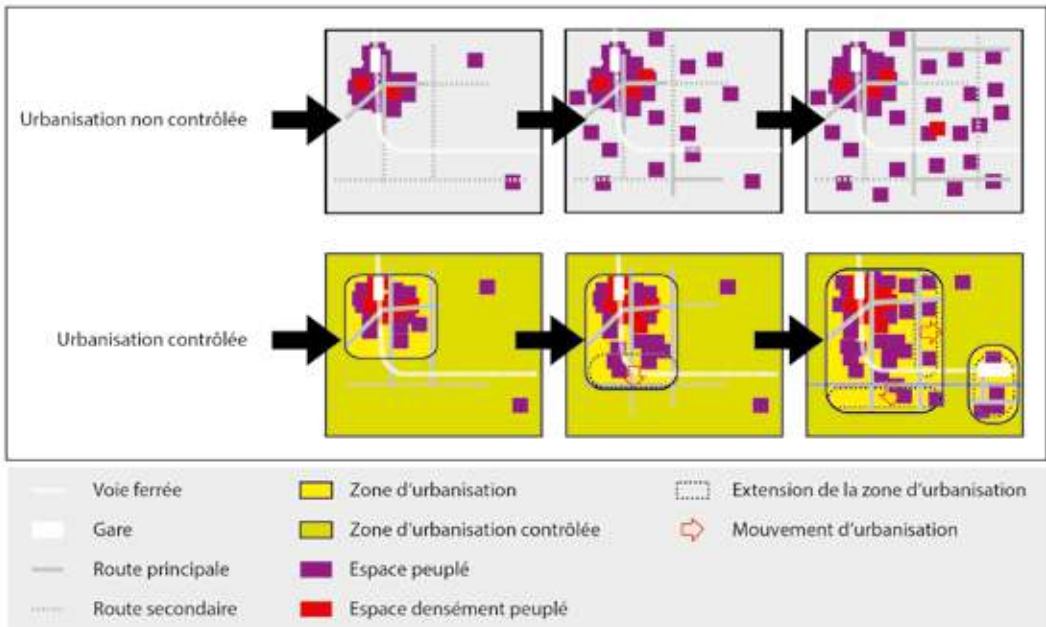 Urbanisation non contrôlée
Urbanisation contrôlée
Voie ferrée
Gare
Route principale
Route secondaire
Zone d'urbanisation
Zone d'urbanisation contrôlée
Espace peuplé
Espace densément peuplé
Extension de la zone d'urbanisation
Mouvement d'urbanisation